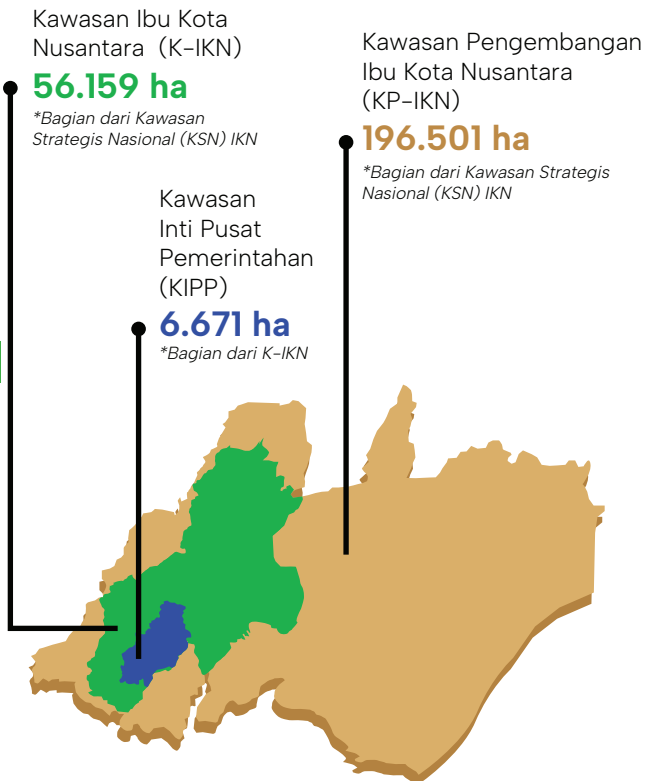 Kawasan Ibu Kota
Nusantara (K-IKN)
56.159 ha
*Bagian dari Kawasan
Strategis Nasional (KSN) IKN
Kawasan Pengembangan
Ibu Kota Nusantara
(KP-IKN)
196.501 ha
*Bagian dari Kawasan Strategis
Nasional (KSN) IKN
Kawasan
Inti Pusat
Pemerintahan
(KIPP)
6.671 ha
*Bagian dari K-IKN